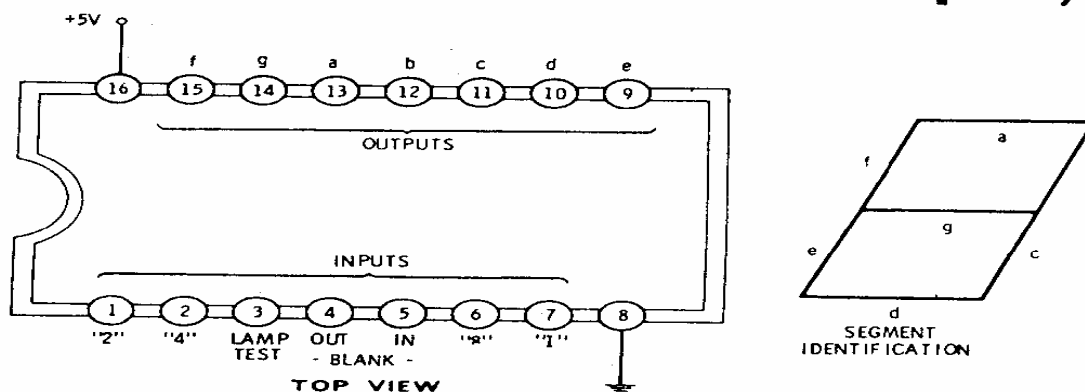 +5V
f g a b c d e
16 15 14 13 12 11 10 9
OUTPUTS
INPUTS
1 2 3 4 5 6 7 8
"2" "4" LAMP TEST OUT IN "8" "1"
- BLANK -
TOP VIEW
a
f
g
e
c
d
SEGMENT
IDENTIFICATION